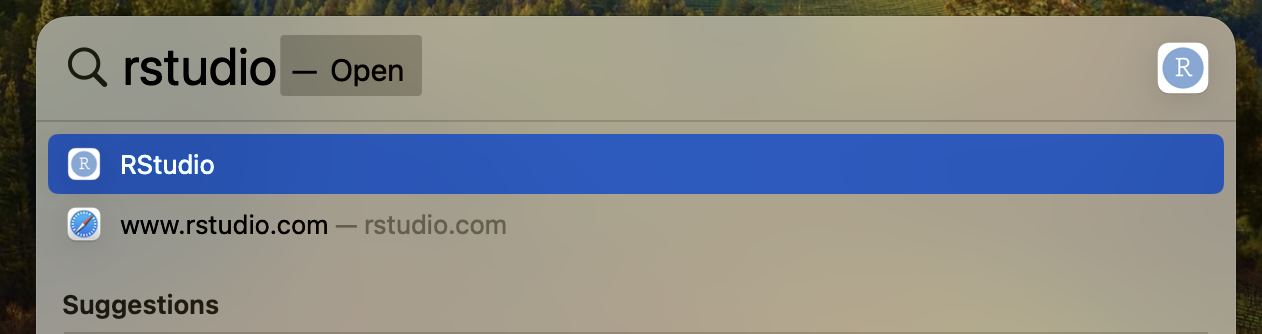 rstudio — Open
R
R RStudio
www.rstudio.com — rstudio.com
Suggestions